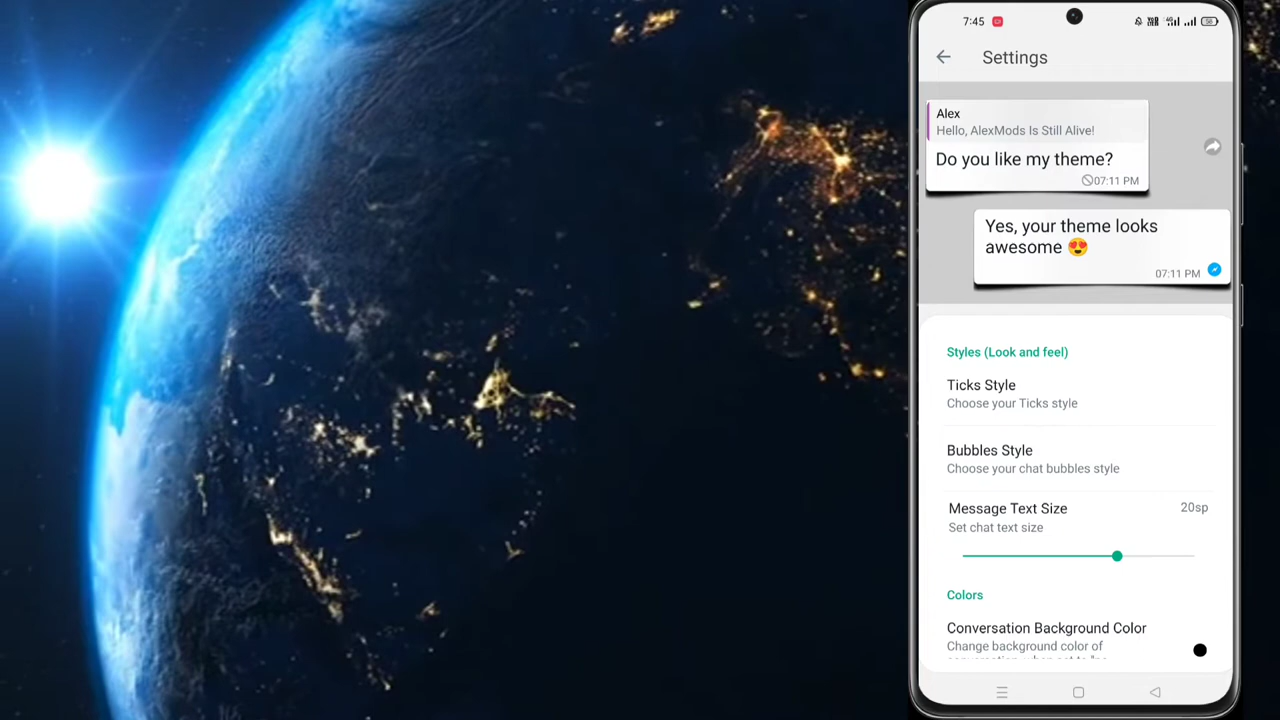 7:45
Settings
Alex
Hello, AlexMods Is Still Alive!
Do you like my theme?
07:11 PM
Yes, your theme looks
awesome 😍
07:11 PM
Styles (Look and feel)
Ticks Style
Choose your Ticks style
Bubbles Style
Choose your chat bubbles style
Message Text Size
20sp
Set chat text size
Colors
Conversation Background Color
Change background color of